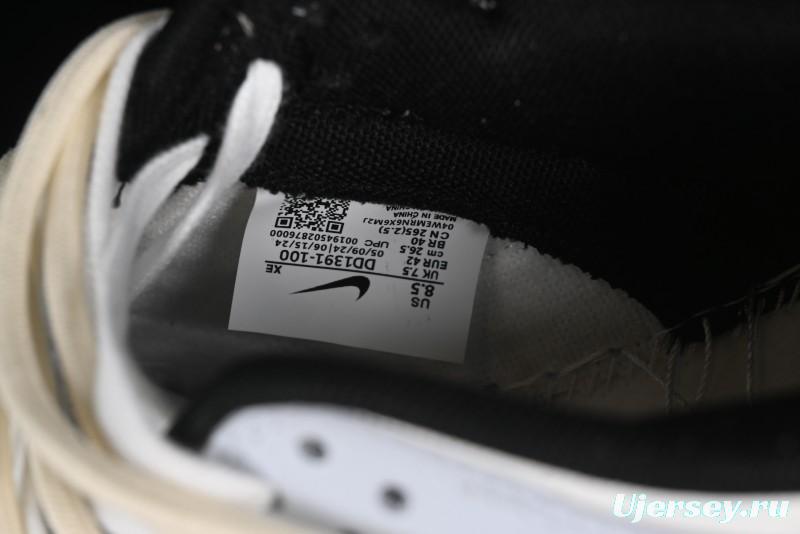 US
8.5
UK 7.5
EUR 42
cm 26.5
BR 40
CN 265(2.5)
04WEMRN6X6M2J
MADE IN CHINA
XE
DD1391-100
05/09/24|06/15/24
UPC 00194502876000
Ujersey.ru